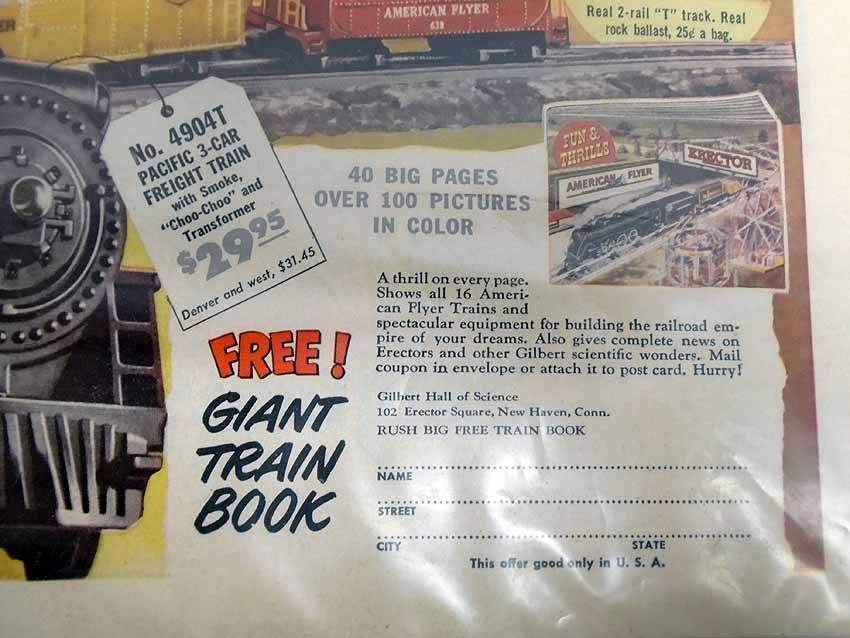 AMERICAN FLYER
638
Real 2-rail "T" track. Real
rock ballast, 25¢ a bag.
No. 4904T
PACIFIC 3-CAR
FREIGHT TRAIN
with Smoke,
"Choo-Choo" and
Transformer
$29.95
Denver and west, $31.45
40 BIG PAGES
OVER 100 PICTURES
IN COLOR
FUN &
THRILLS
AMERICAN FLYER
ERECTOR
A thrill on every page.
Shows all 16 Ameri-
can Flyer Trains and
spectacular equipment for building the railroad em-
pire of your dreams. Also gives complete news on
Erectors and other Gilbert scientific wonders. Mail
coupon in envelope or attach it to post card. Hurry!
FREE!
GIANT
TRAIN
BOOK
Gilbert Hall of Science
102 Erector Square, New Haven, Conn.
RUSH BIG FREE TRAIN BOOK
NAME
STREET
CITY STATE
This offer good only in U. S. A.